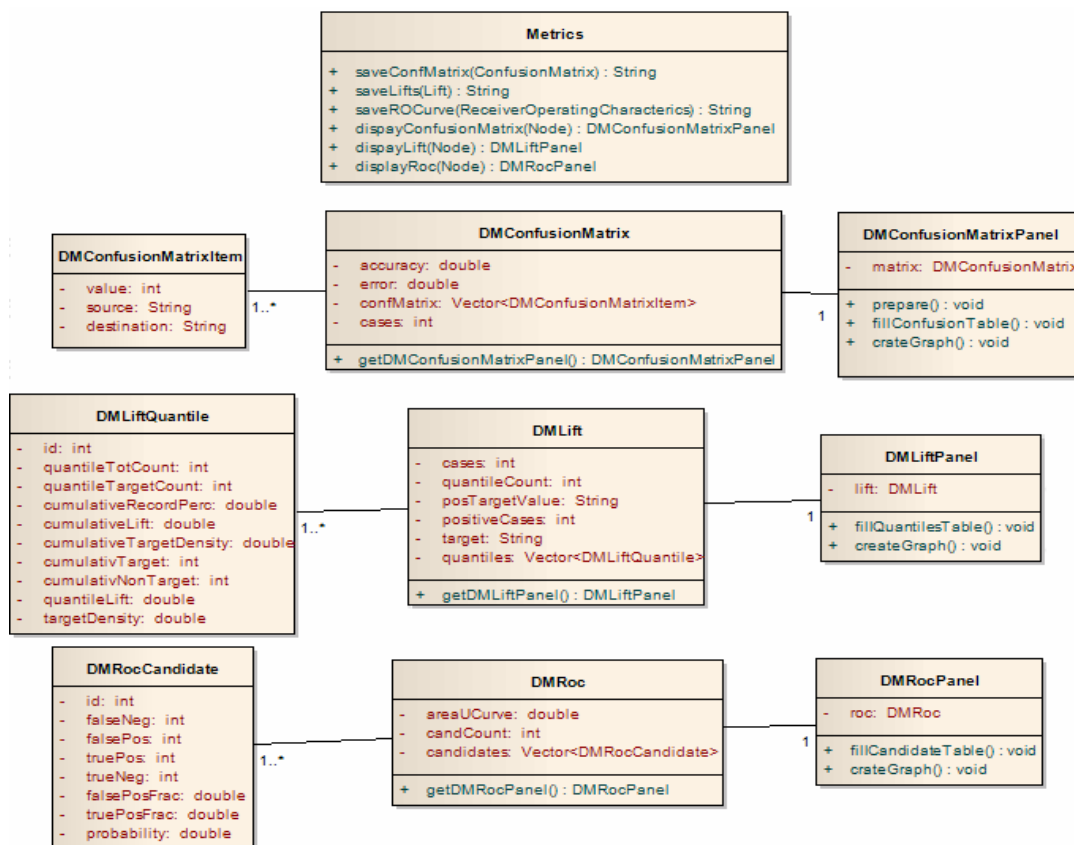 Metrics
+ saveConfMatrix(ConfusionMatrix) : String
+ saveLifts(Lift) : String
+ saveROCurve(ReceiverOperatingCharacterics) : String
+ dispayConfusionMatrix(Node) : DMConfusionMatrixPanel
+ dispayLift(Node) : DMLiftPanel
+ displayRoc(Node) : DMRocPanel
DMConfusionMatrixItem
- value: int
- source: String
- destination: String
1..*
DMConfusionMatrix
- accuracy: double
- error: double
- confMatrix: Vector<DMConfusionMatrixItem>
- cases: int
+ getDMConfusionMatrixPanel() : DMConfusionMatrixPanel
1
DMConfusionMatrixPanel
- matrix: DMConfusionMatrix
+ prepare() : void
+ fillConfusionTable() : void
+ crateGraph() : void
DMLiftQuantile
- id: int
- quantileTotCount: int
- quantileTargetCount: int
- cumulativeRecordPerc: double
- cumulativeLift: double
- cumulativeTargetDensity: double
- cumulativTarget: int
- cumulativNonTarget: int
- quantileLift: double
- targetDensity: double
1..*
DMLift
- cases: int
- quantileCount: int
- posTargetValue: String
- positiveCases: int
- target: String
- quantiles: Vector<DMLiftQuantile>
+ getDMLiftPanel() : DMLiftPanel
1
DMLiftPanel
- lift: DMLift
+ fillQuantilesTable() : void
+ createGraph() : void
DMRocCandidate
- id: int
- falseNeg: int
- falsePos: int
- truePos: int
- trueNeg: int
- falsePosFrac: double
- truePosFrac: double
- probability: double
1..*
DMRoc
- areaUCurve: double
- candCount: int
- candidates: Vector<DMRocCandidate>
+ getDMRocPanel() : DMRocPanel
1
DMRocPanel
- roc: DMRoc
+ fillCandidateTable() : void
+ crateGraph() : void